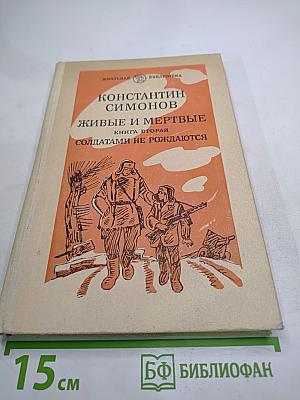 ШКОЛЬНАЯ БИБЛИОТЕКА
КОНСТАНТИН
СИМОНОВ
ЖИВЫЕ И МЕРТВЫЕ
КНИГА ВТОРАЯ
СОЛДАТАМИ НЕ РОЖДАЮТСЯ
15 см
БФ БИБЛИОФАН